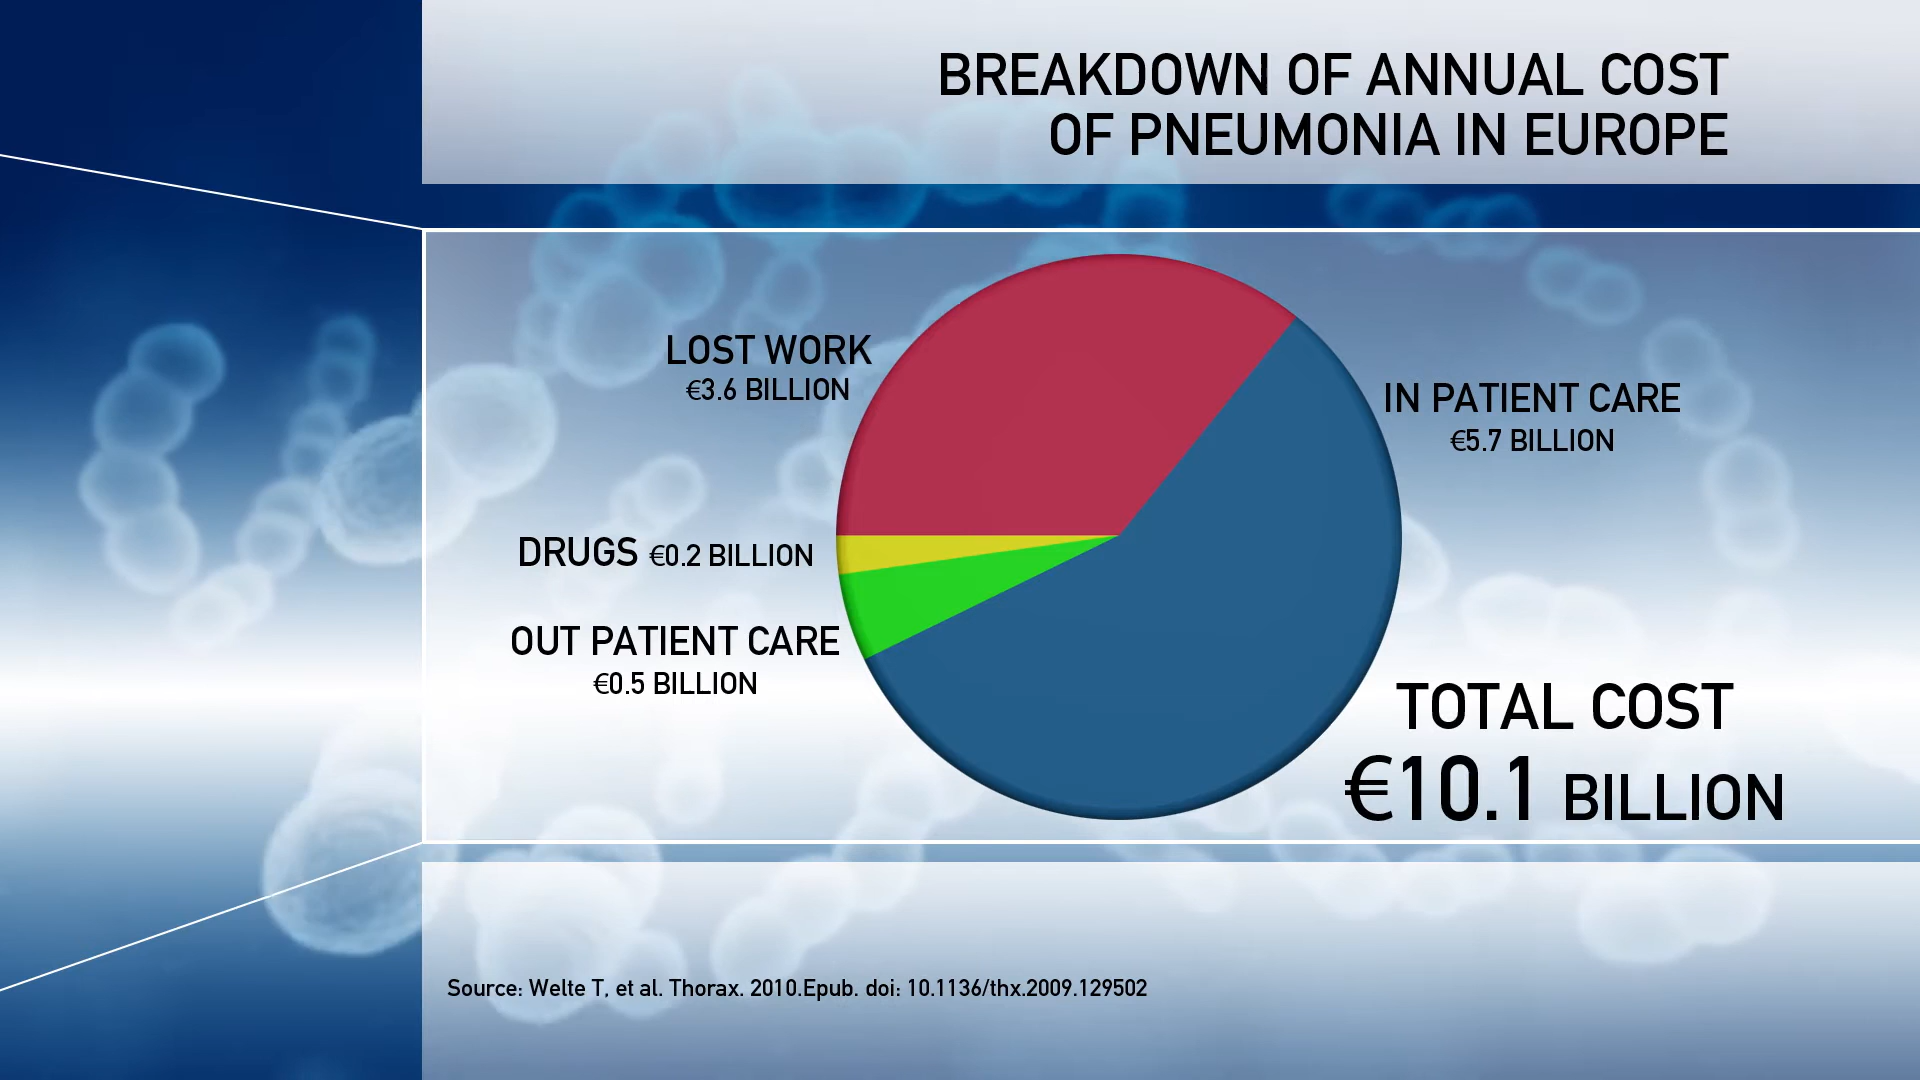 BREAKDOWN OF ANNUAL COST
OF PNEUMONIA IN EUROPE
LOST WORK
€3.6 BILLION
IN PATIENT CARE
€5.7 BILLION
DRUGS €0.2 BILLION
OUT PATIENT CARE
€0.5 BILLION
TOTAL COST
€10.1 BILLION
Source: Welte T, et al. Thorax. 2010.Epub. doi: 10.1136/thx.2009.129502